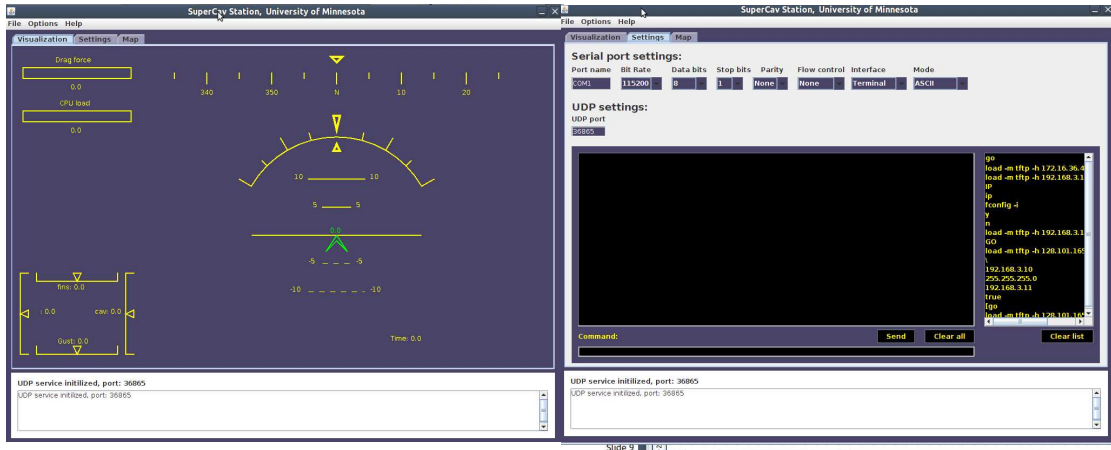 SuperCav Station, University of Minnesota
File Options Help
Visualization Settings Map
Drag force
0.0
CPU load
0.0
340 350 N 10 20
10 10
5 5
0.0
-5 -5
-10 -10
fins: 0.0
: 0.0 cav: 0.0
Gust: 0.0
Time: 0.0
UDP service initilized, port: 36865
UDP service initilized, port: 36865
SuperCav Station, University of Minnesota
File Options Help
Visualization Settings Map
Serial port settings:
Port name Bit Rate Data bits Stop bits Parity Flow control Interface Mode
COM1 115200 8 1 None None Terminal ASCII
UDP settings:
UDP port
36865
go
load -m tftp -h 172.16.36.4
load -m tftp -h 192.168.3.1
IP
ip
fconfig -i
y
n
load -m tftp -h 192.168.3.1
GO
load -m tftp -h 128.101.165
\
192.168.3.10
255.255.255.0
192.168.3.11
true
[go
load -m tftp -h 128.101.165
Command: Send Clear all Clear list
UDP service initilized, port: 36865
UDP service initilized, port: 36865
Slide 9